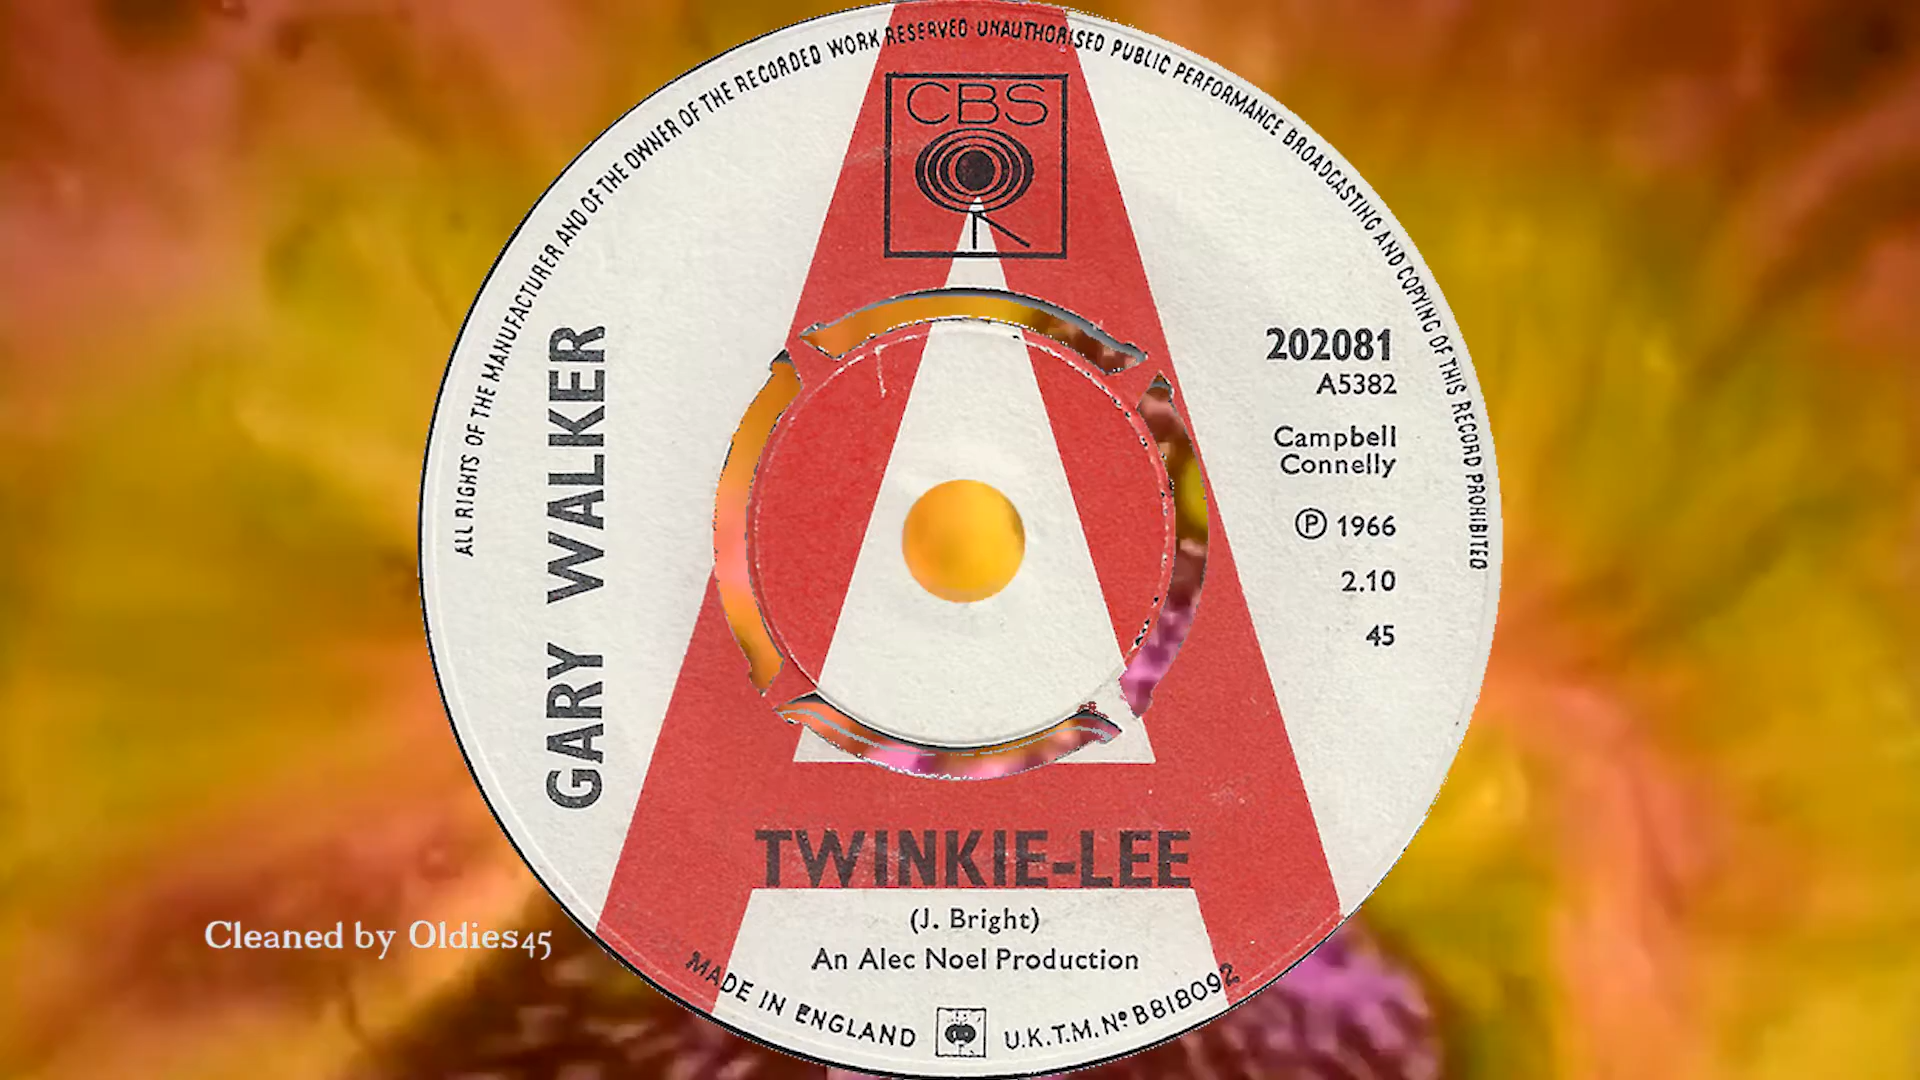 ALL RIGHTS OF THE MANUFACTURER AND OF THE OWNER OF THE RECORDED WORK RESERVED UNAUTHORISED PUBLIC PERFORMANCE BROADCASTING AND COPYING OF THIS RECORD PROHIBITED
CBS
GARY WALKER
202081
A5382
Campbell
Connelly
Ⓟ 1966
2.10
45
TWINKIE-LEE
(J. Bright)
An Alec Noel Production
MADE IN ENGLAND
U.K.T.M. Nº B818092
Cleaned by Oldies45